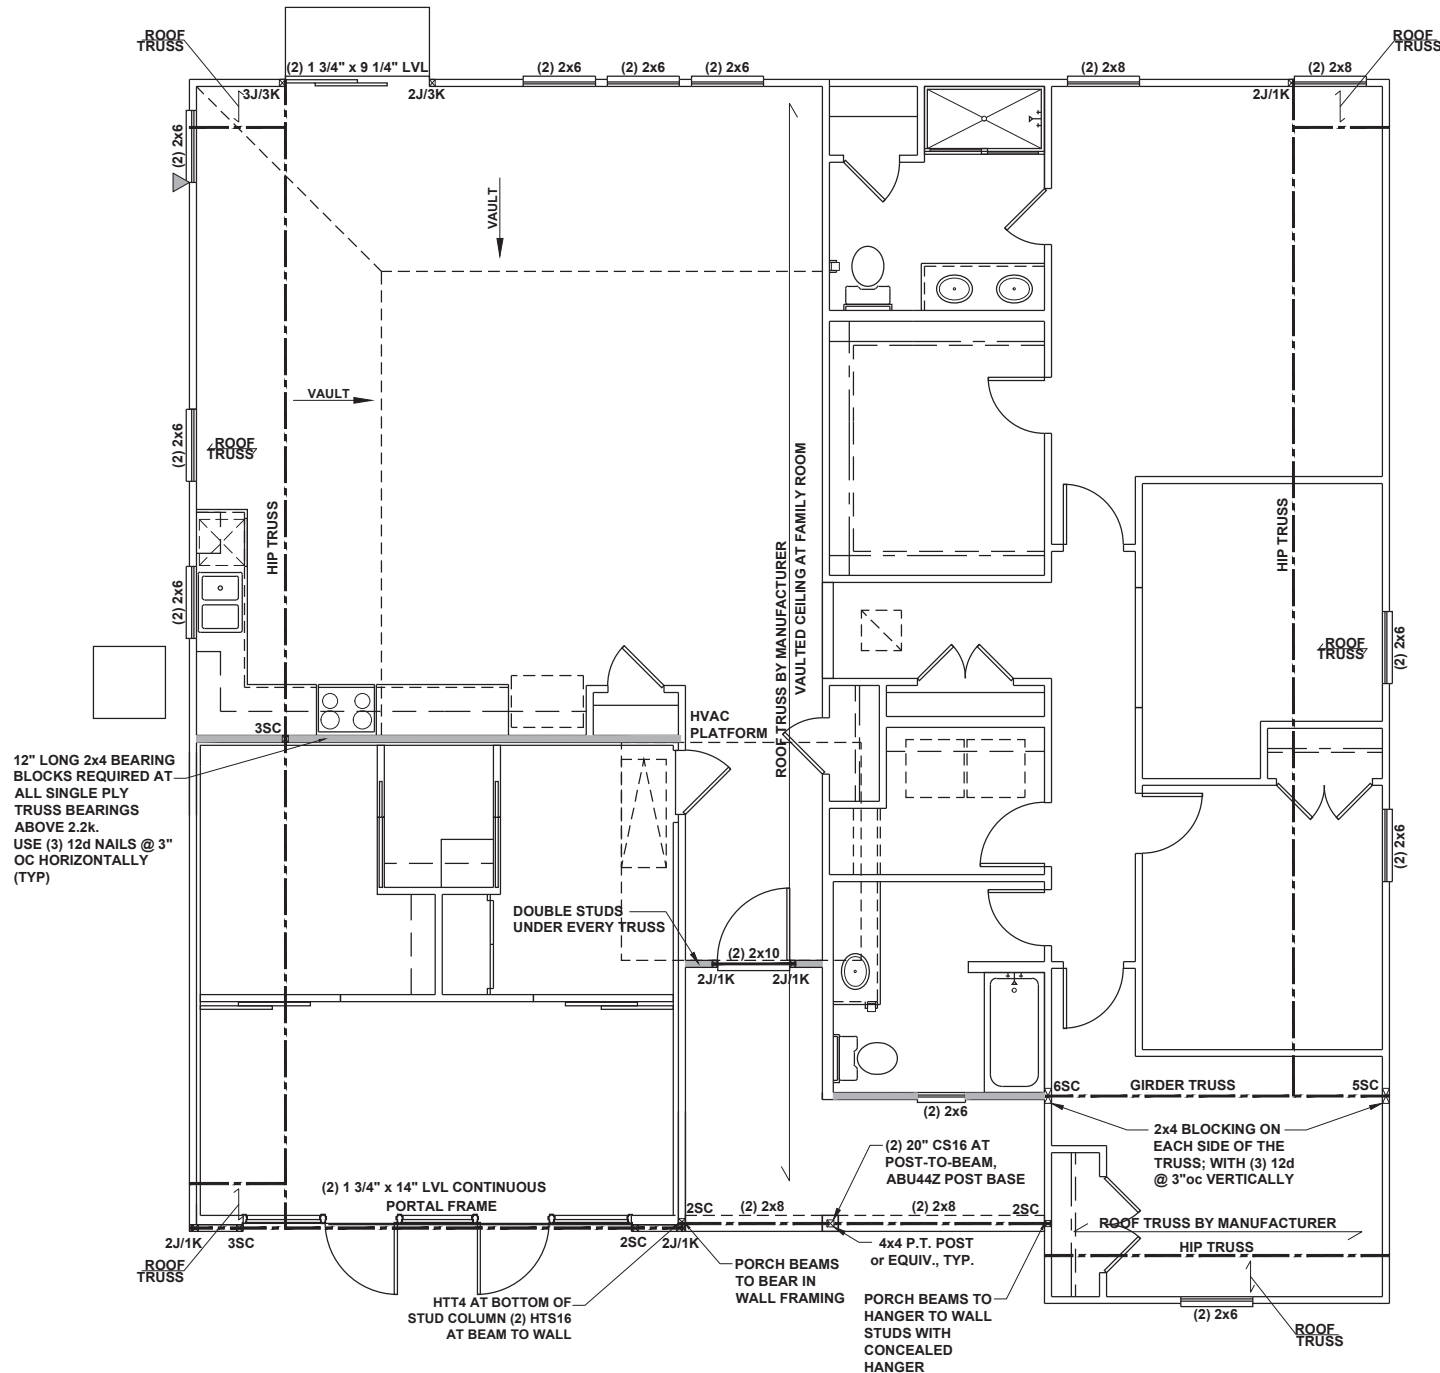 ROOF
TRUSS
ROOF
TRUSS
(2) 1 3/4" x 9 1/4" LVL
(2) 2x6
(2) 2x6
(2) 2x6
(2) 2x8
(2) 2x8
3J/3K
2J/3K
2J/1K
(2) 2x6
VAULT
VAULT
(2) 2x6
ROOF
TRUSS
HIP TRUSS
ROOF TRUSS BY MANUFACTURER
VAULTED CEILING AT FAMILY ROOM
HIP TRUSS
(2) 2x6
ROOF
TRUSS
(2) 2x6
3SC
HVAC
PLATFORM
12" LONG 2x4 BEARING
BLOCKS REQUIRED AT
ALL SINGLE PLY
TRUSS BEARINGS
ABOVE 2.2k.
USE (3) 12d NAILS @ 3"
OC HORIZONTALLY
(TYP)
(2) 2x6
DOUBLE STUDS
UNDER EVERY TRUSS
(2) 2x10
2J/1K
2J/1K
6SC
GIRDER TRUSS
5SC
(2) 2x6
2x4 BLOCKING ON
EACH SIDE OF THE
TRUSS; WITH (3) 12d
@ 3"oc VERTICALLY
(2) 20" CS16 AT
POST-TO-BEAM,
ABU44Z POST BASE
(2) 1 3/4" x 14" LVL CONTINUOUS
PORTAL FRAME
2SC
(2) 2x8
(2) 2x8
2SC
ROOF TRUSS BY MANUFACTURER
HIP TRUSS
2J/1K
3SC
2SC
2J/1K
4x4 P.T. POST
or EQUIV., TYP.
ROOF
TRUSS
PORCH BEAMS
TO BEAR IN
WALL FRAMING
HTT4 AT BOTTOM OF
STUD COLUMN (2) HTS16
AT BEAM TO WALL
PORCH BEAMS TO
HANGER TO WALL
STUDS WITH
CONCEALED
HANGER
(2) 2x6
ROOF
TRUSS